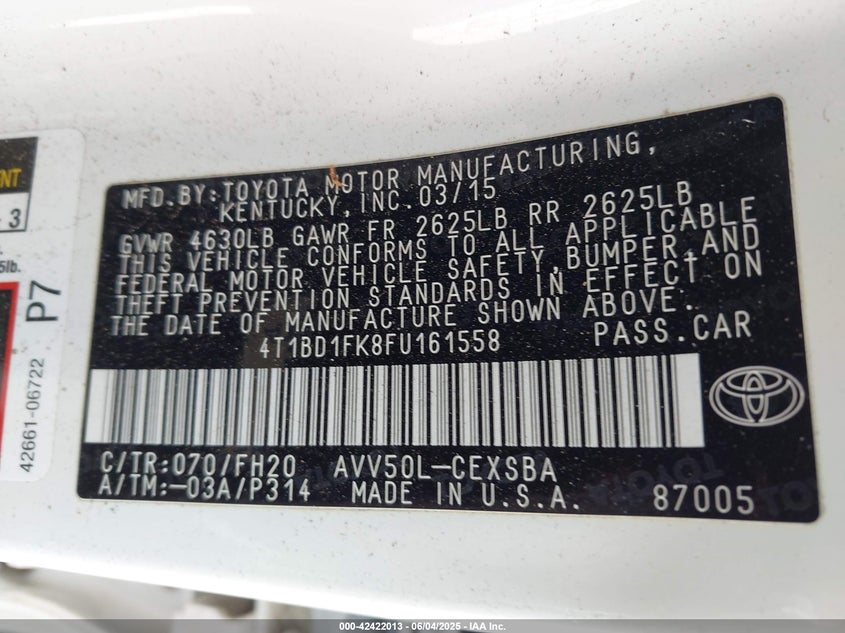 NT
3
5lb.
P7
42661-06722
MFD.BY:TOYOTA MOTOR MANUFACTURING,
KENTUCKY,INC.03/15
GVWR 4630LB GAWR FR 2625LB RR 2625LB
THIS VEHICLE CONFORMS TO ALL APPLICABLE
FEDERAL MOTOR VEHICLE SAFETY,BUMPER,AND
THEFT PREVENTION STANDARDS IN EFFECT ON
THE DATE OF MANUFACTURE SHOWN ABOVE.
4T1BD1FK8FU161558 PASS.CAR
C/TR:070/FH20 AVV50L-CEXSBA
A/TM:-03A/P314 MADE IN U.S.A. 87005
000-42422013 - 06/04/2025 - IAA Inc.